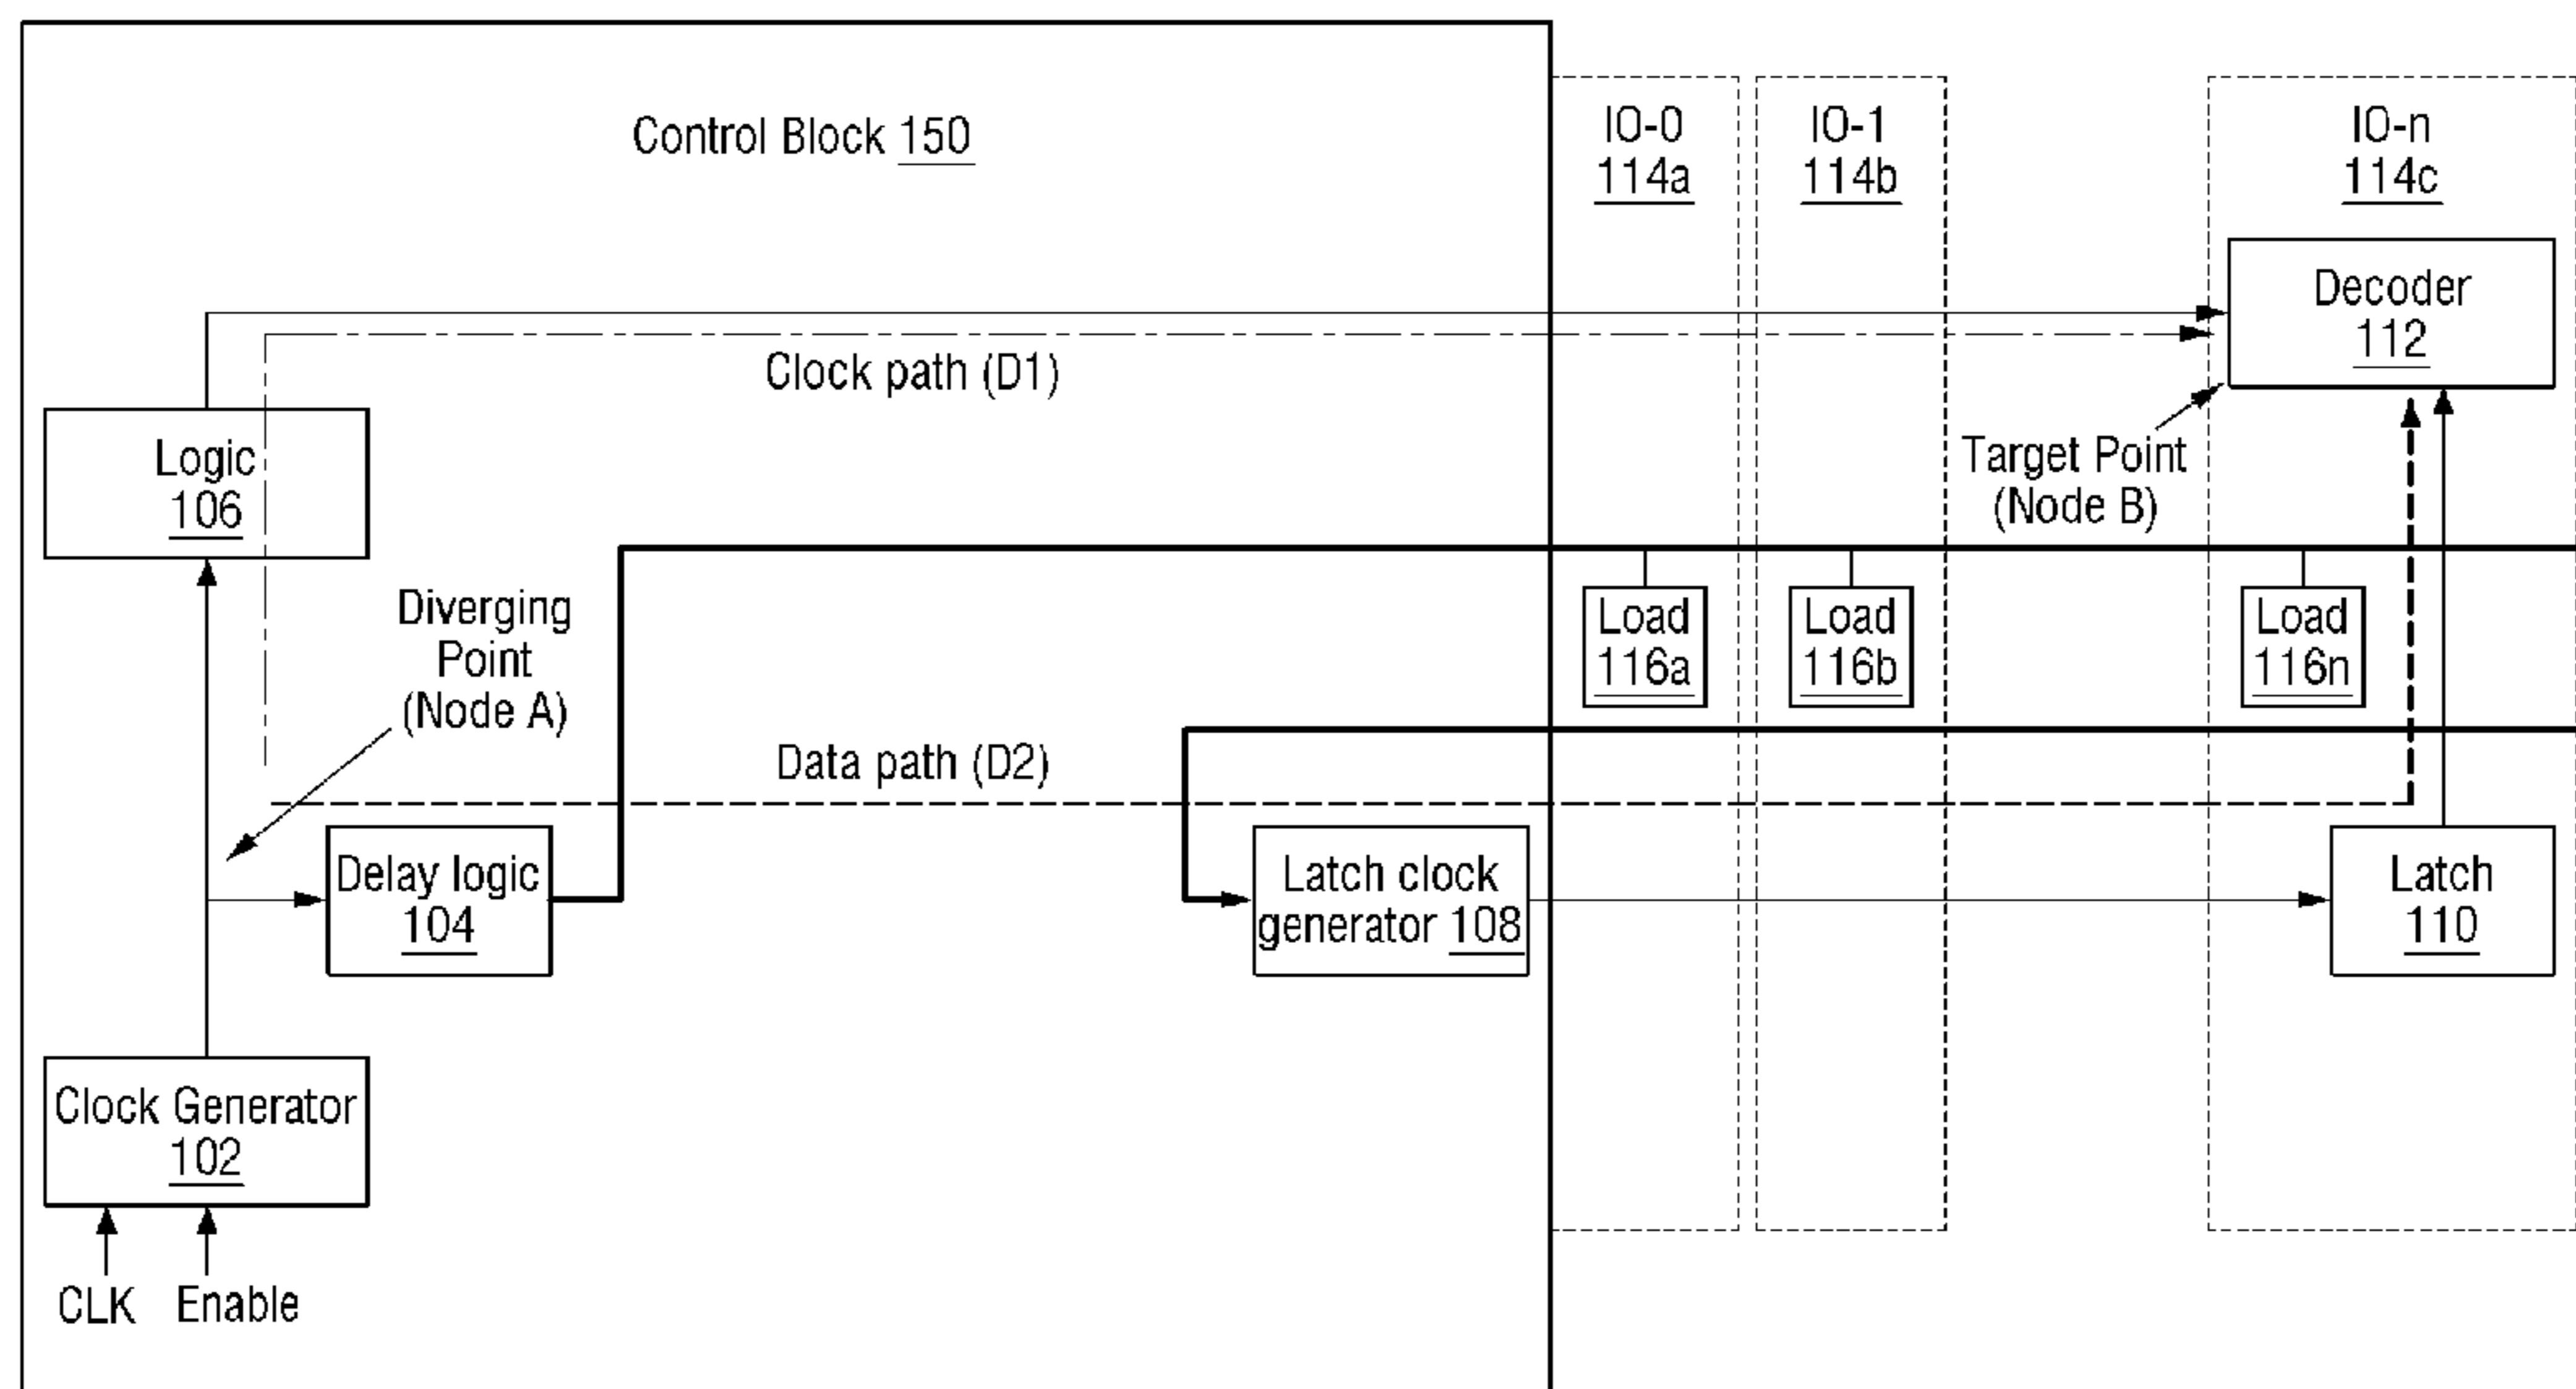 Control Block 150
IO-0
114a
IO-1
114b
IO-n
114c
Decoder
112
Clock path (D1)
Logic
106
Target Point
(Node B)
Diverging
Point
(Node A)
Load
116a
Load
116b
Load
116n
Data path (D2)
Delay logic
104
Latch clock
generator 108
Latch
110
Clock Generator
102
CLK
Enable